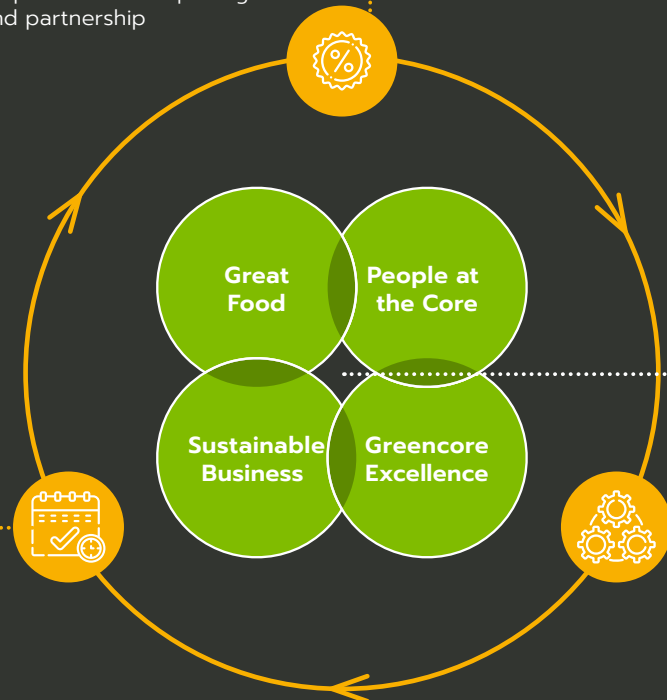 nd partnership
%
Great
Food
People at
the Core
Sustainable
Business
Greencore
Excellence